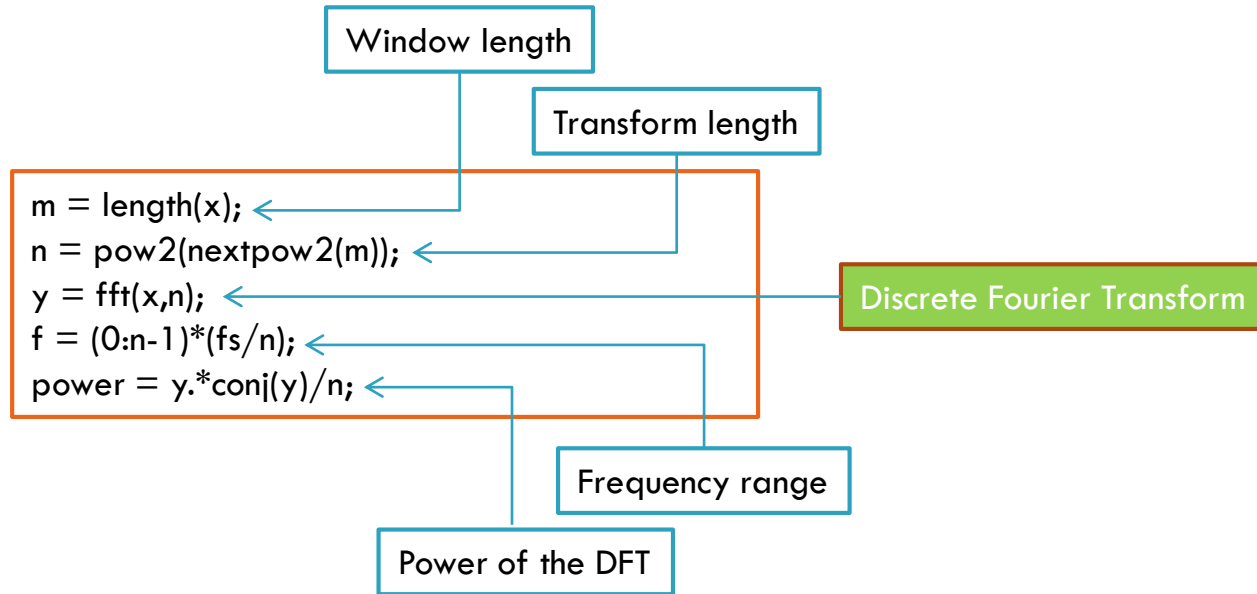 Window length
Transform length
m = length(x);
n = pow2(nextpow2(m));
y = fft(x,n);
Discrete Fourier Transform
f = (0:n-1)*(fs/n);
power = y.*conj(y)/n;
Frequency range
Power of the DFT